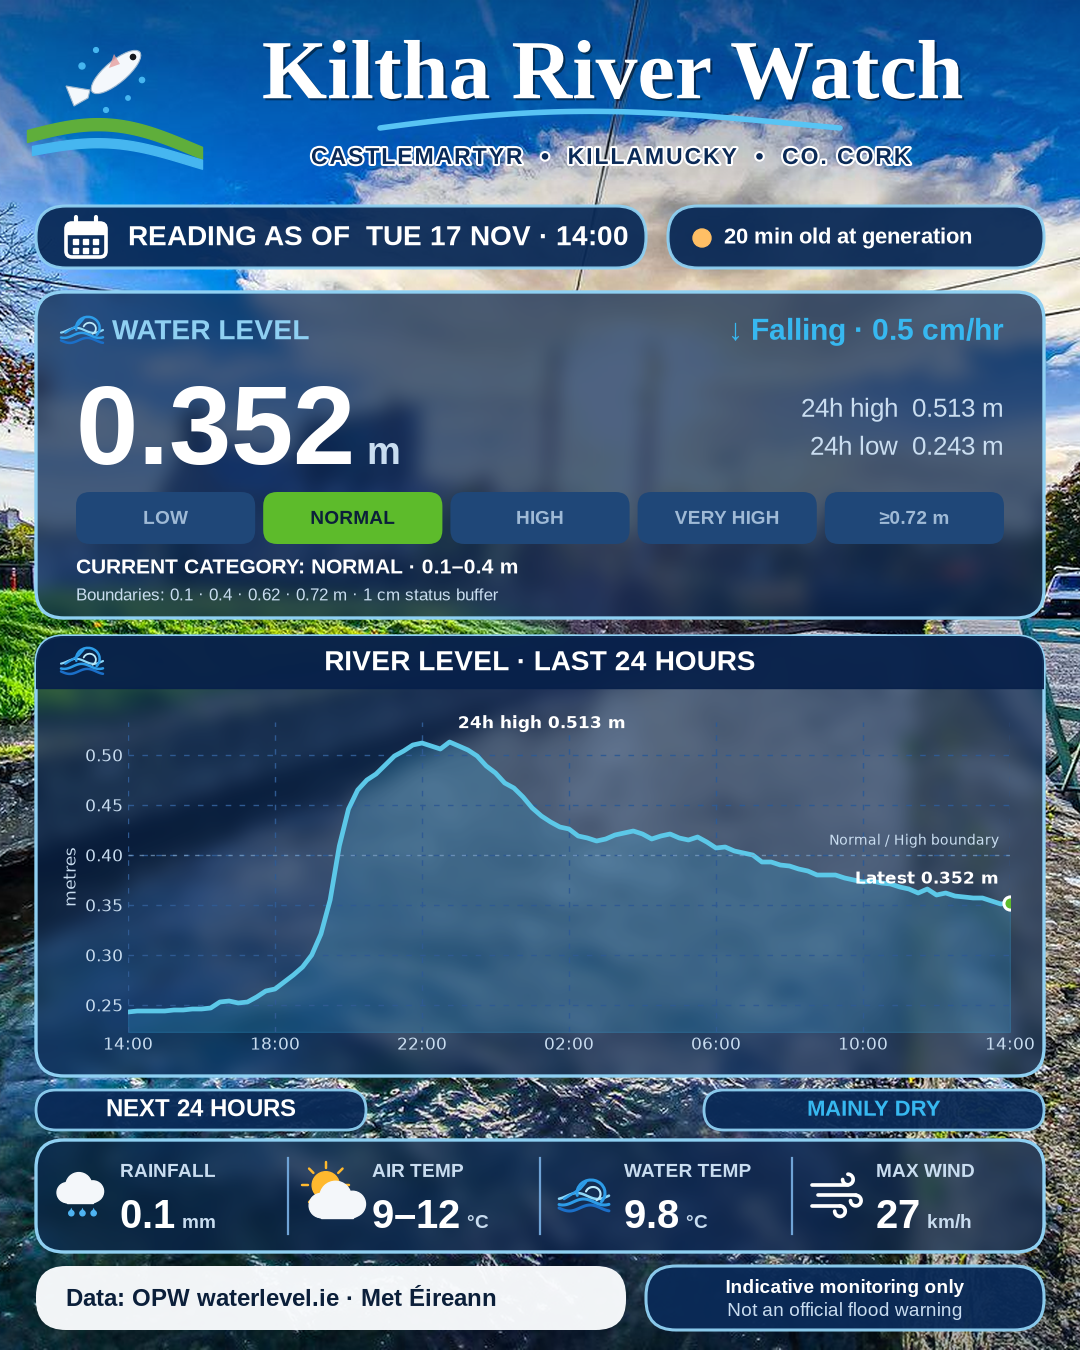 Kiltha River Watch
CASTLEMARTYR • KILLAMUCKY • CO. CORK
READING AS OF TUE 17 NOV · 14:00
20 min old at generation
WATER LEVEL
↓ Falling · 0.5 cm/hr
0.352 m
24h high 0.513 m
24h low 0.243 m
LOW
NORMAL
HIGH
VERY HIGH
≥0.72 m
CURRENT CATEGORY: NORMAL · 0.1–0.4 m
Boundaries: 0.1 · 0.4 · 0.62 · 0.72 m · 1 cm status buffer
RIVER LEVEL · LAST 24 HOURS
24h high 0.513 m
0.50
0.45
Normal / High boundary
0.40
Latest 0.352 m
0.35
0.30
0.25
metres
14:00 18:00 22:00 02:00 06:00 10:00 14:00
NEXT 24 HOURS
MAINLY DRY
RAINFALL
0.1 mm
AIR TEMP
9–12 °C
WATER TEMP
9.8 °C
MAX WIND
27 km/h
Data: OPW waterlevel.ie · Met Éireann
Indicative monitoring only
Not an official flood warning